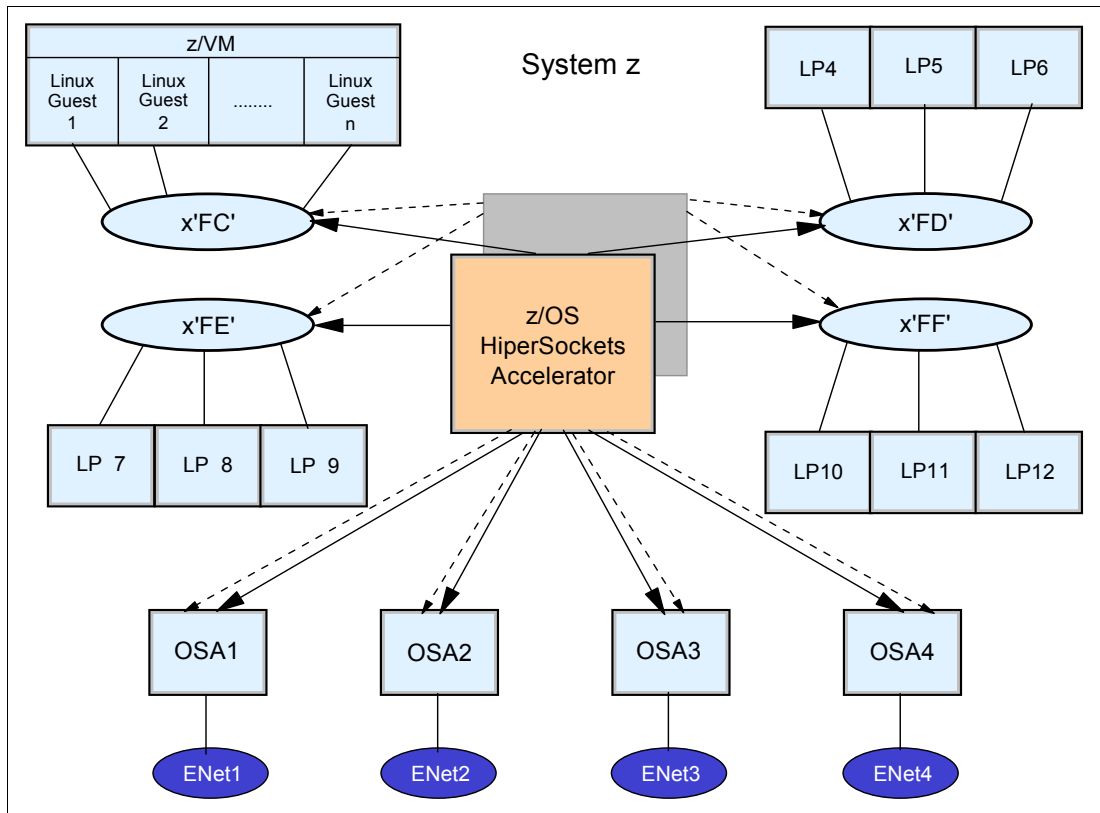 z/VM
Linux Guest 1
Linux Guest 2
........
Linux Guest n
System z
LP4
LP5
LP6
x'FC'
x'FD'
x'FE'
z/OS
HiperSockets
Accelerator
x'FF'
LP 7
LP 8
LP 9
LP10
LP11
LP12
OSA1
OSA2
OSA3
OSA4
ENet1
ENet2
ENet3
ENet4